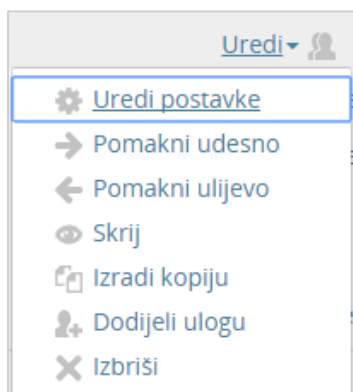 Uredi
Uredi postavke
Pomakni udesno
Pomakni ulijevo
Skrij
Izradi kopiju
Dodijeli ulogu
Izbriši